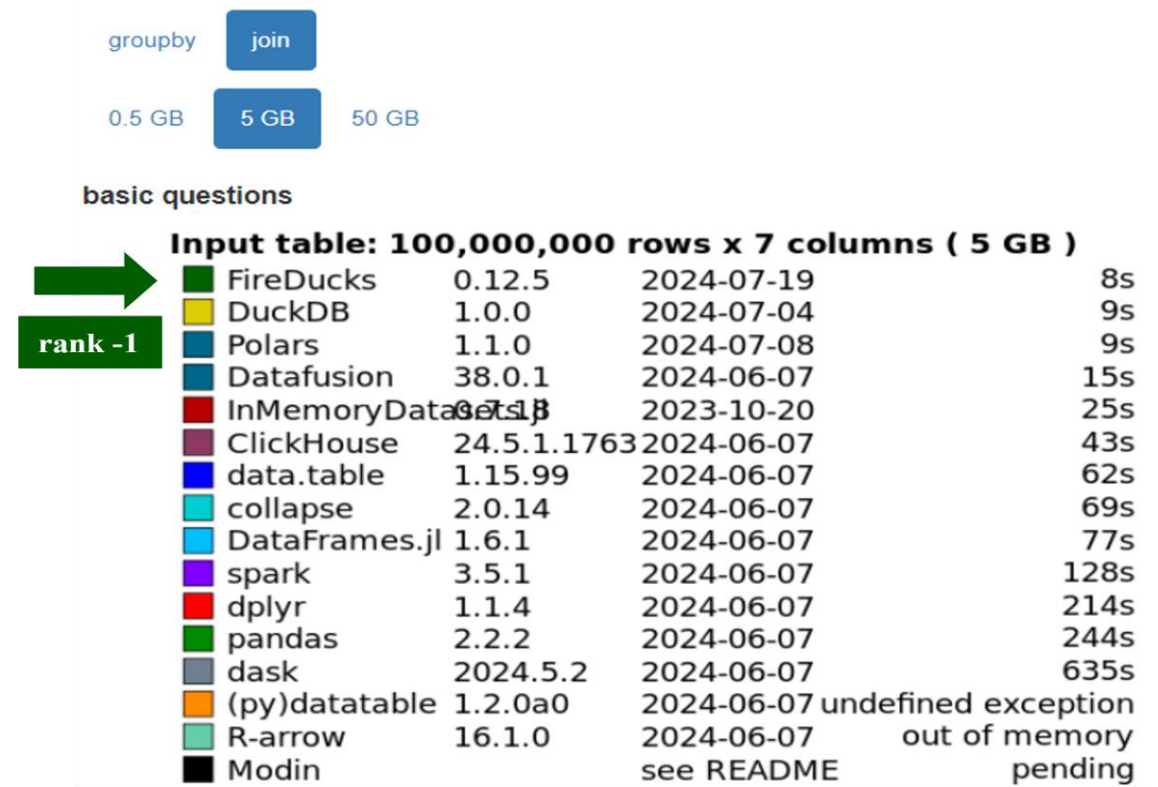 groupby join
0.5 GB 5 GB 50 GB
basic questions
Input table: 100,000,000 rows x 7 columns ( 5 GB )
FireDucks 0.12.5 2024-07-19 8s
DuckDB 1.0.0 2024-07-04 9s
rank -1
Polars 1.1.0 2024-07-08 9s
Datafusion 38.0.1 2024-06-07 15s
InMemoryDatasets.jl 0.7.18 2023-10-20 25s
ClickHouse 24.5.1.1763 2024-06-07 43s
data.table 1.15.99 2024-06-07 62s
collapse 2.0.14 2024-06-07 69s
DataFrames.jl 1.6.1 2024-06-07 77s
spark 3.5.1 2024-06-07 128s
dplyr 1.1.4 2024-06-07 214s
pandas 2.2.2 2024-06-07 244s
dask 2024.5.2 2024-06-07 635s
(py)datatable 1.2.0a0 2024-06-07 undefined exception
R-arrow 16.1.0 2024-06-07 out of memory
Modin see README pending